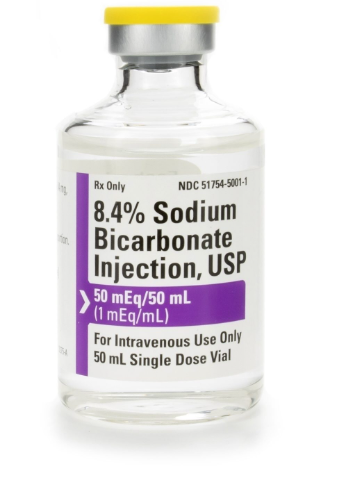 Rx Only NDC 51754-5001-1
8.4% Sodium
Bicarbonate
Injection, USP
50 mEq/50 mL
(1 mEq/mL)
For Intravenous Use Only
50 mL Single Dose Vial